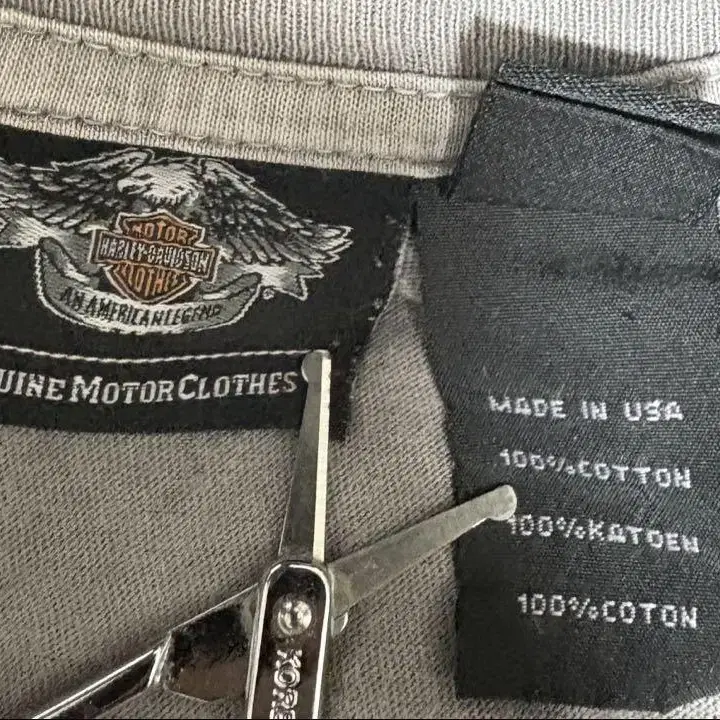 MOTOR
HARLEY-DAVIDSON
CLOTHES
AN AMERICAN LEGEND
®
UINE MOTOR CLOTHES
MADE IN USA
100%COTTON
100%KATOEN
100%COTON